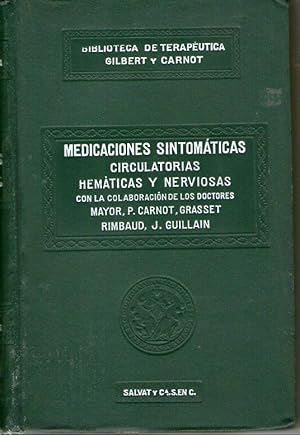 BIBLIOTECA DE TERAPÉUTICA
GILBERT Y CARNOT
MEDICACIONES SINTOMÁTICAS
CIRCULATORIAS
HEMÁTICAS Y NERVIOSAS
CON LA COLABORACIÓN DE LOS DOCTORES
MAYOR, P. CARNOT, GRASSET
RIMBAUD, J. GUILLAIN
SALVAT Y Cª. S. EN C.